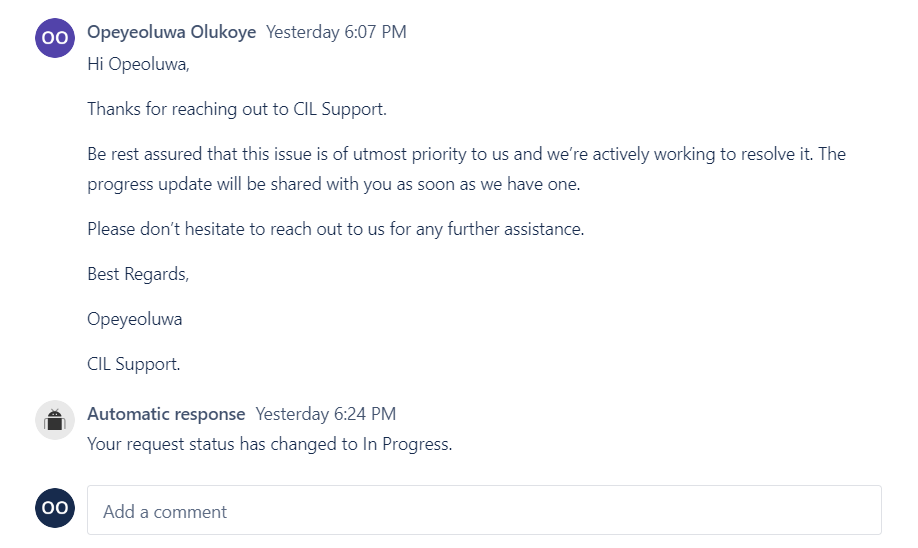 OO
Opeyeoluwa Olukoye Yesterday 6:07 PM
Hi Opeoluwa,
Thanks for reaching out to CIL Support.
Be rest assured that this issue is of utmost priority to us and we’re actively working to resolve it. The
progress update will be shared with you as soon as we have one.
Please don’t hesitate to reach out to us for any further assistance.
Best Regards,
Opeyeoluwa
CIL Support.
Automatic response Yesterday 6:24 PM
Your request status has changed to In Progress.
OO
Add a comment